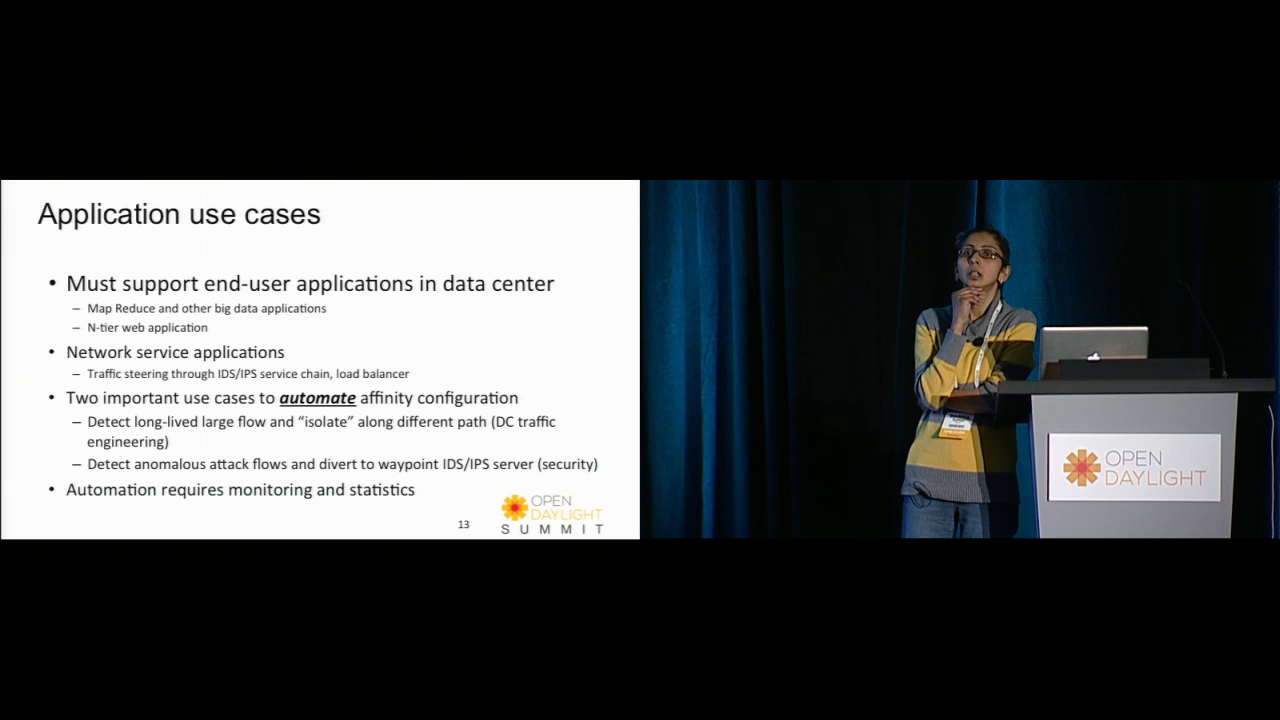 Application use cases
• Must support end-user applications in data center
– Map Reduce and other big data applications
– N-tier web application
• Network service applications
– Traffic steering through IDS/IPS service chain, load balancer
• Two important use cases to automate affinity configuration
– Detect long-lived large flow and “isolate” along different path (DC traffic
engineering)
– Detect anomalous attack flows and divert to waypoint IDS/IPS server (security)
• Automation requires monitoring and statistics
13
OPEN
DAYLIGHT
SUMMIT
OPEN
DAYLIGHT